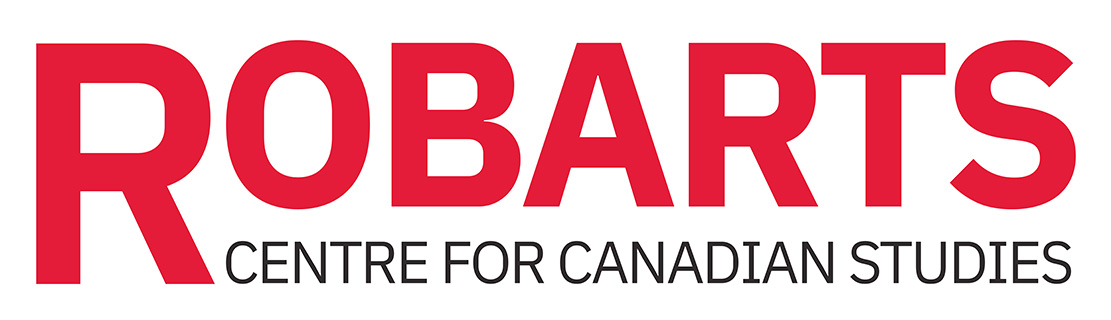 ROBARTS
CENTRE FOR CANADIAN STUDIES